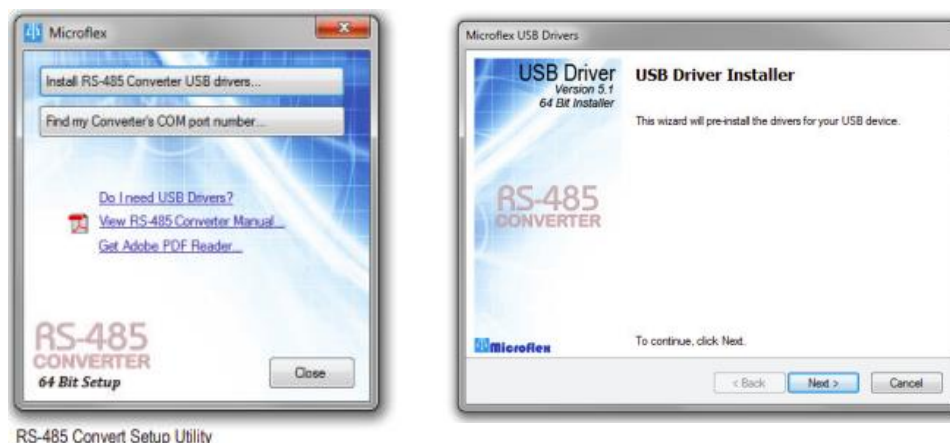 Microflex
Install RS-485 Converter USB drivers...
Find my Converter's COM port number...
Do I need USB Drivers?
View RS-485 Converter Manual...
Get Adobe PDF Reader...
RS-485
CONVERTER
64 Bit Setup
Close
RS-485 Convert Setup Utility
Microflex USB Drivers
USB Driver
Version 5.1
64 Bit Installer
RS-485
CONVERTER
Microflex
USB Driver Installer
This wizard will pre-install the drivers for your USB device.
To continue, click Next.
< Back
Next >
Cancel